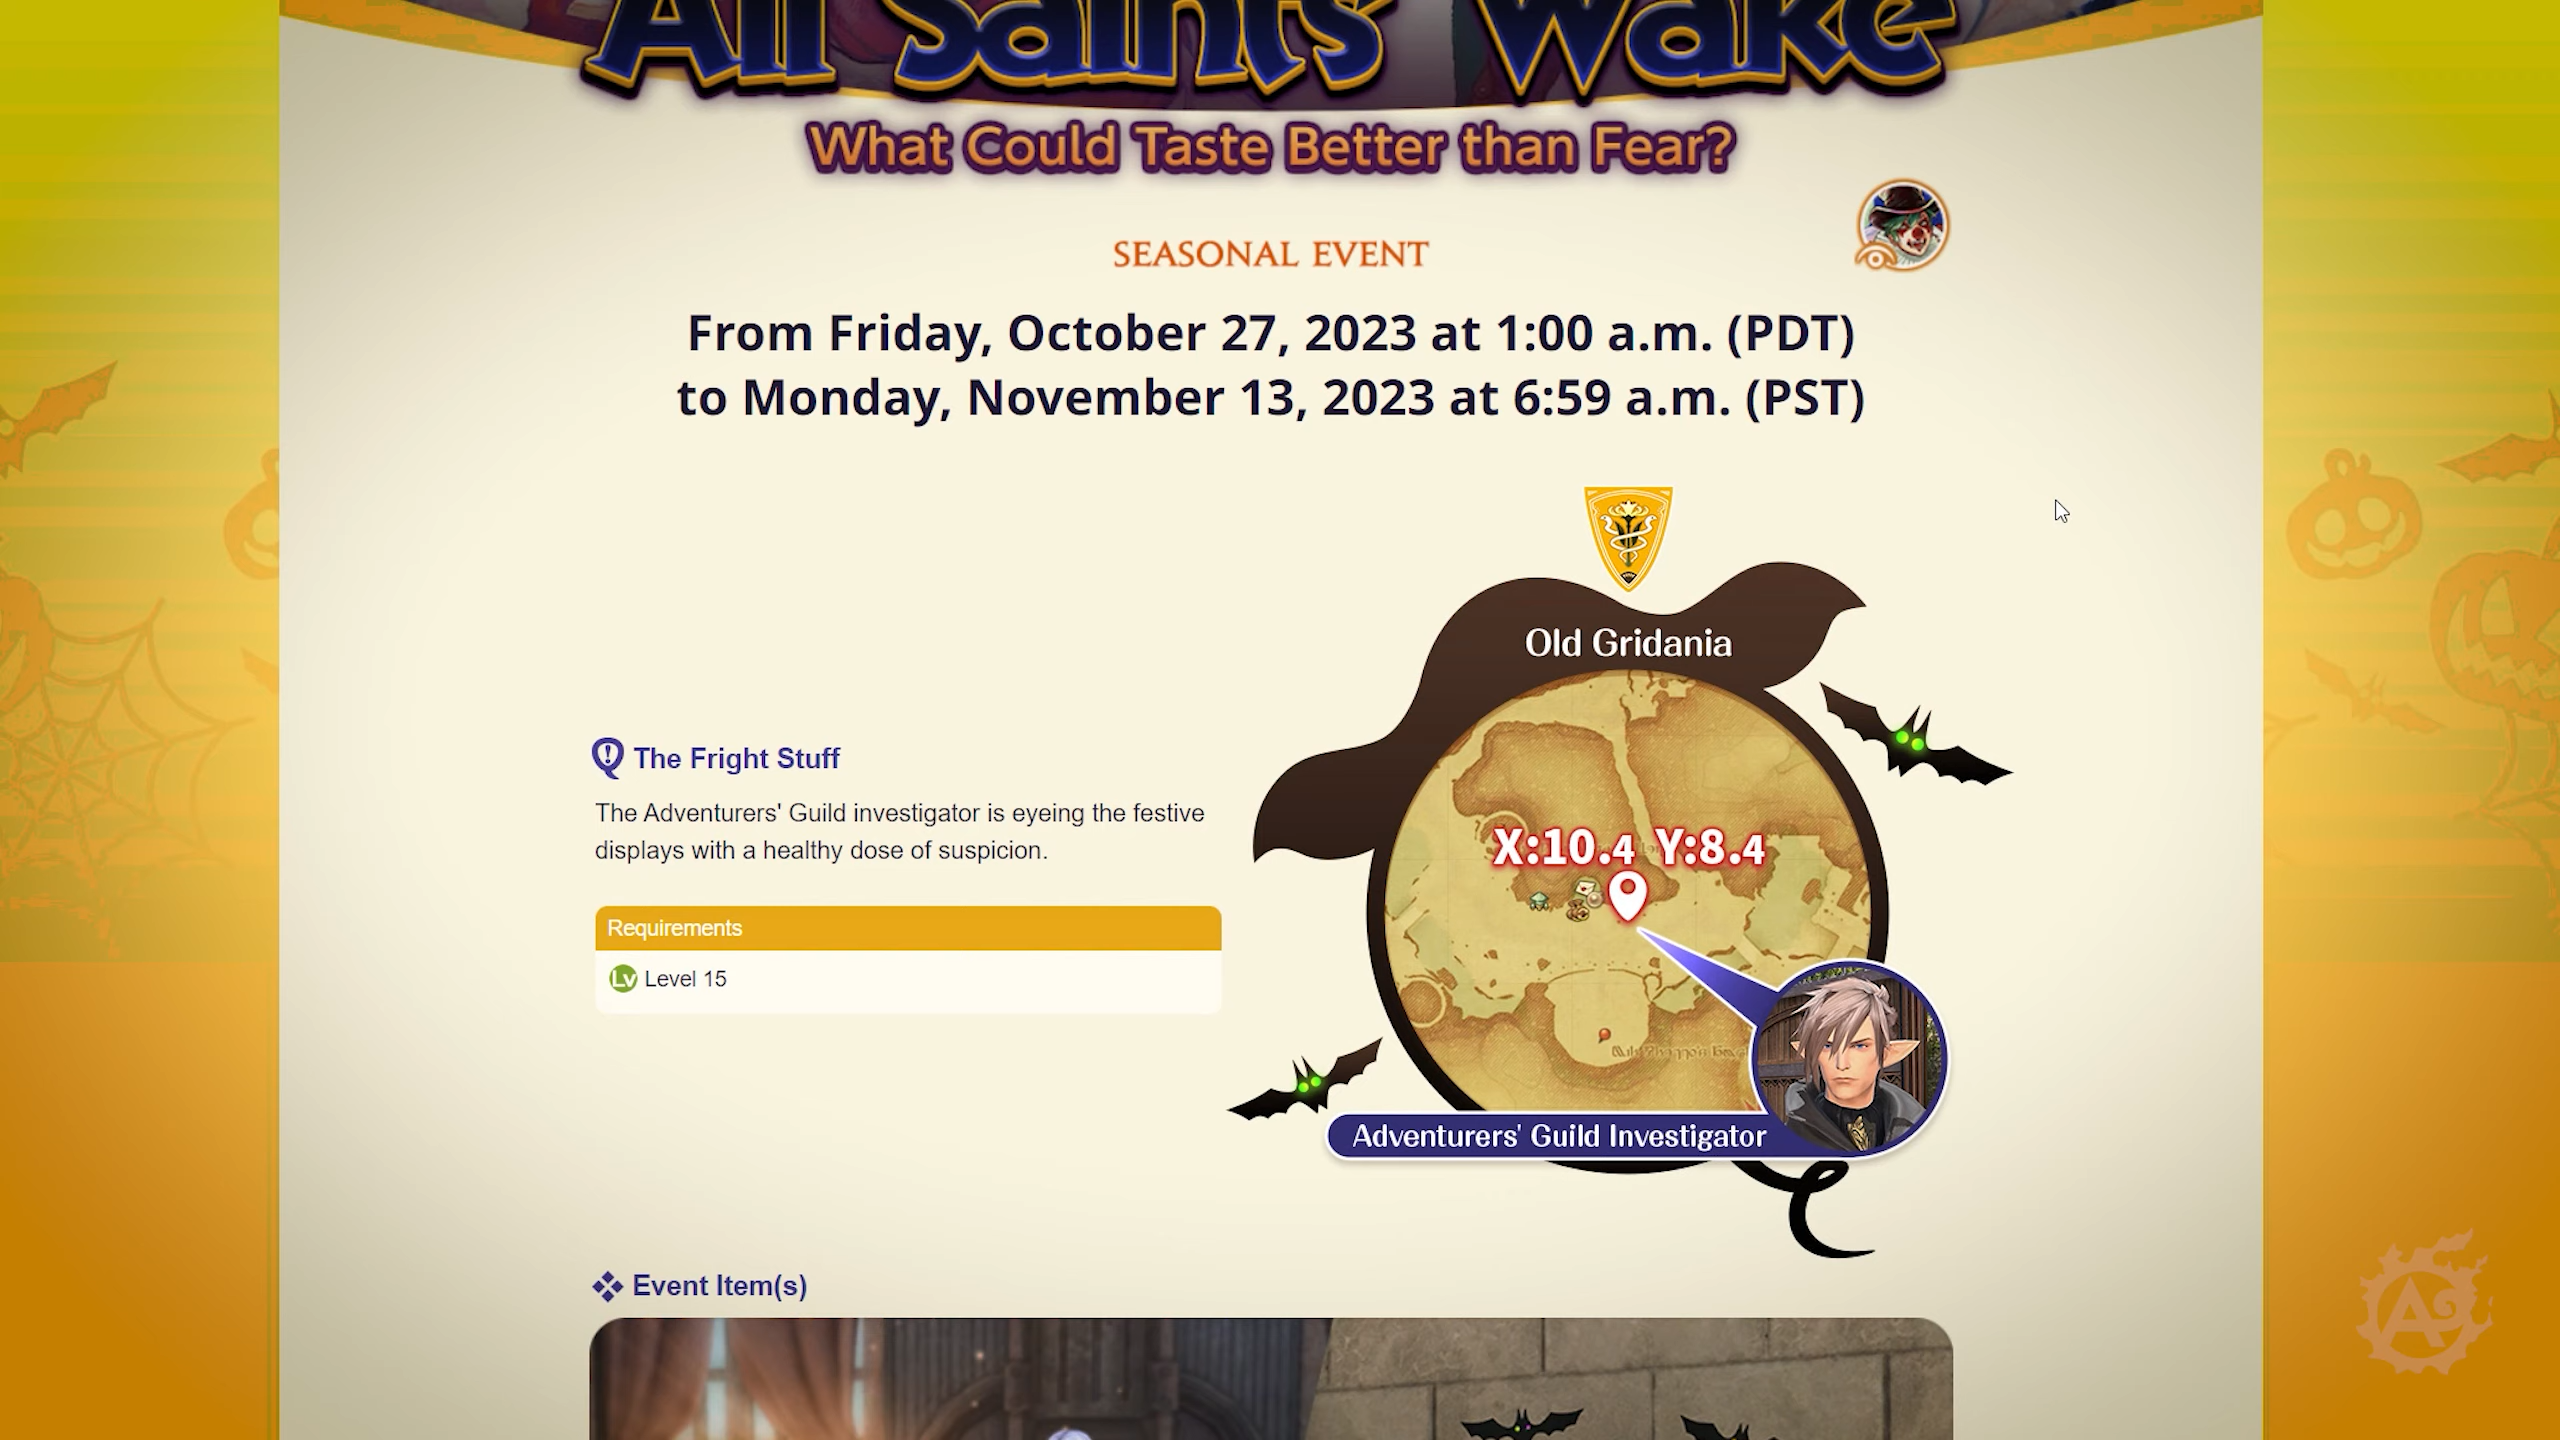 All Saints' Wake
What Could Taste Better than Fear?
SEASONAL EVENT
From Friday, October 27, 2023 at 1:00 a.m. (PDT)
to Monday, November 13, 2023 at 6:59 a.m. (PST)
Old Gridania
The Fright Stuff
The Adventurers' Guild investigator is eyeing the festive
displays with a healthy dose of suspicion.
Requirements
Lv Level 15
X:10.4 Y:8.4
Adventurers' Guild Investigator
Event Item(s)